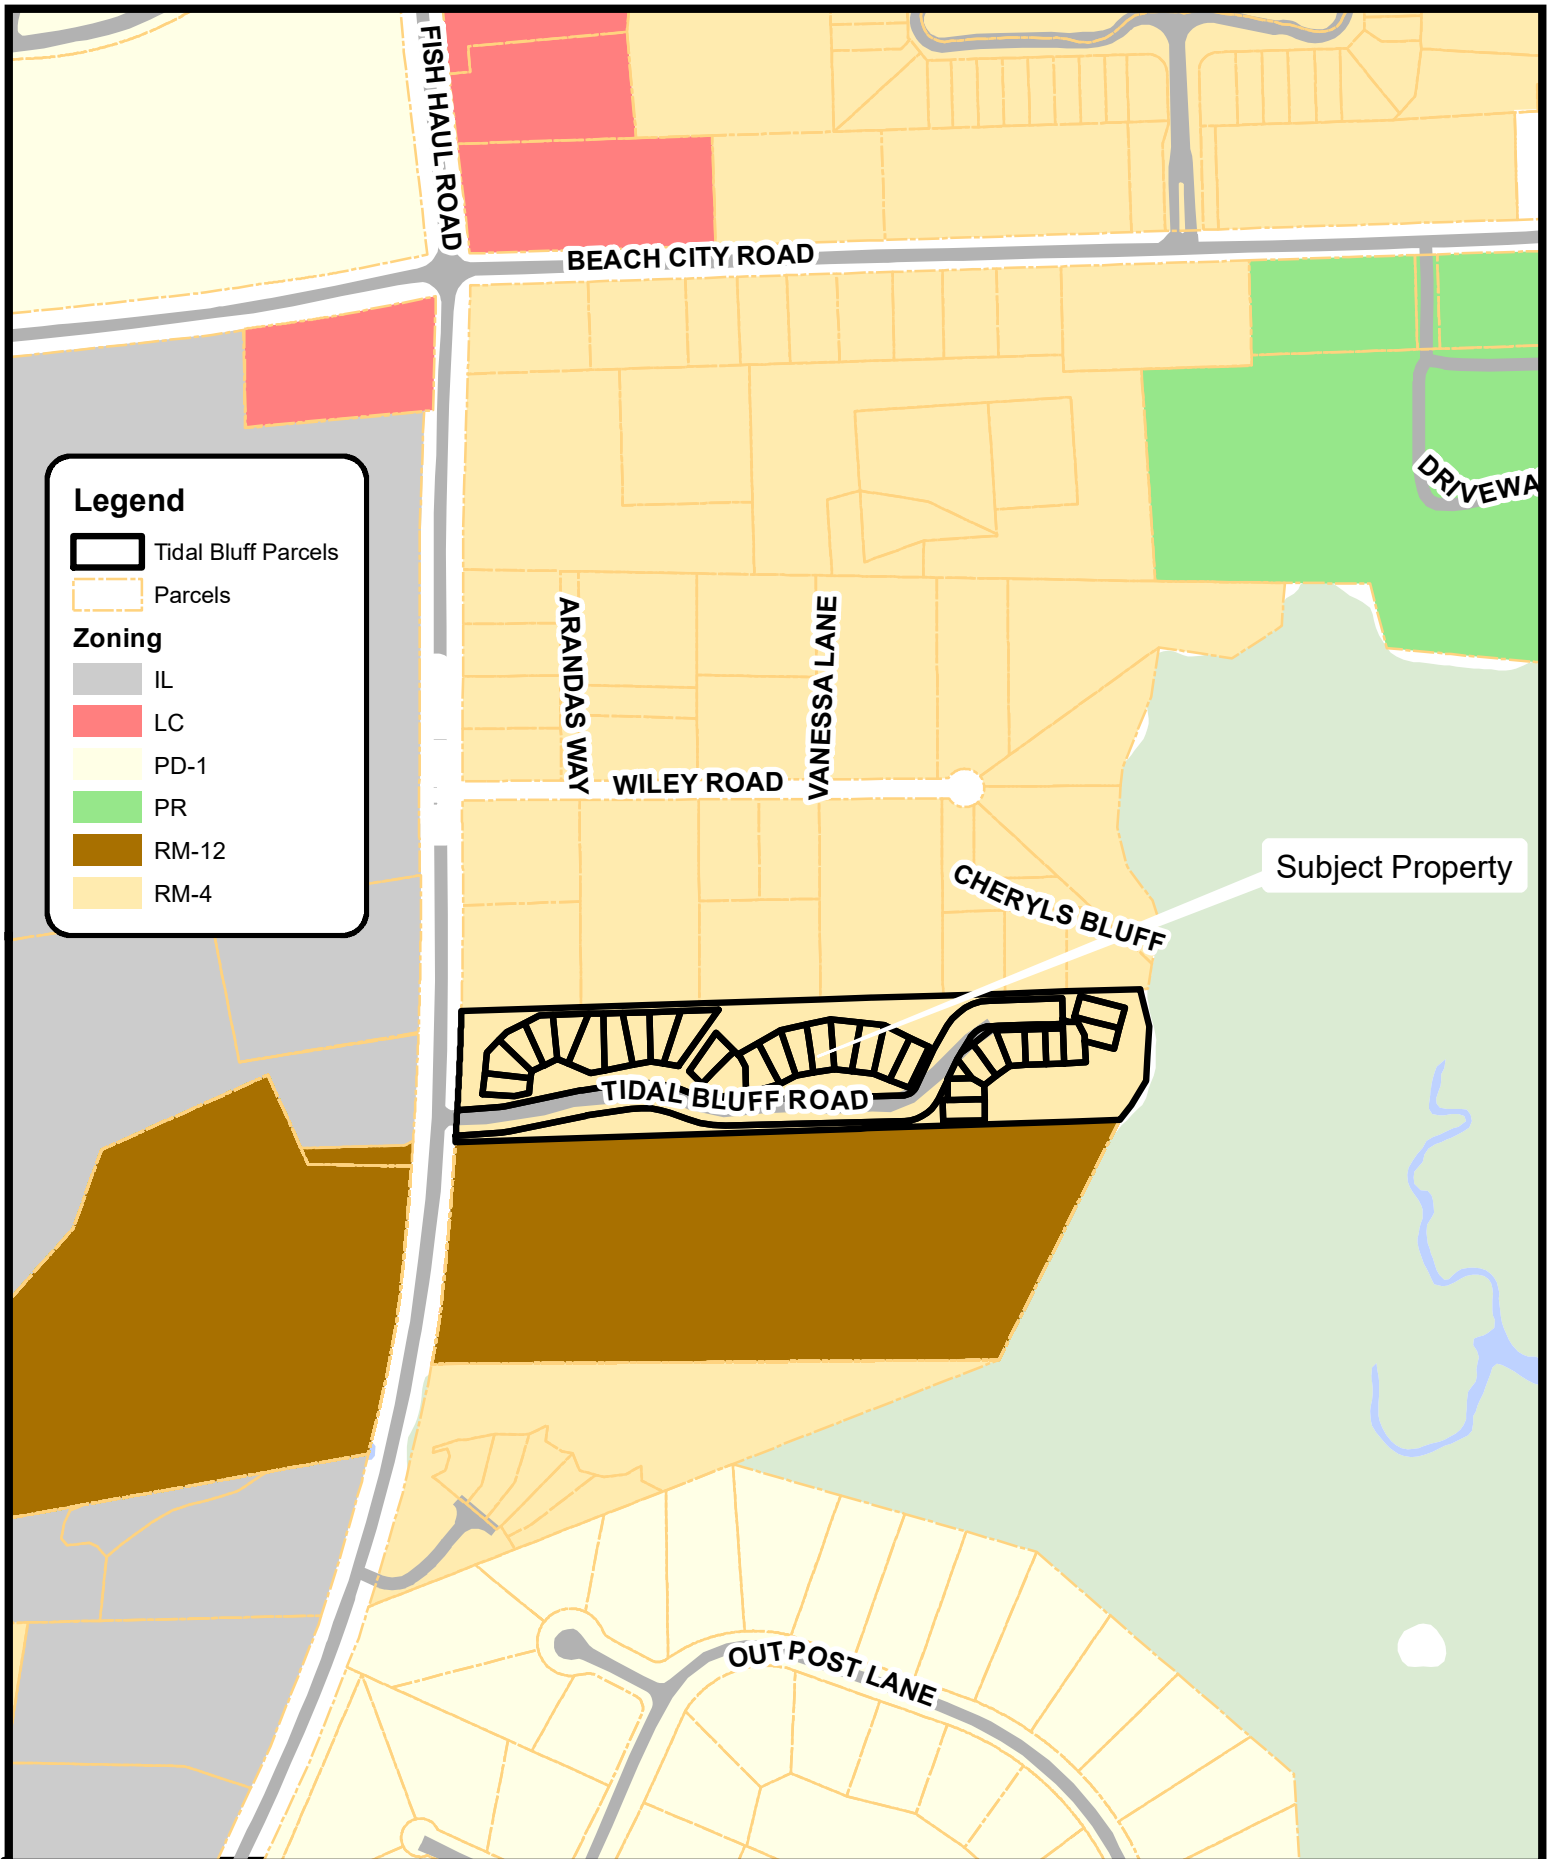 FISH HAUL ROAD
BEACH CITY ROAD
DRIVEWA
Legend
Tidal Bluff Parcels
Parcels
Zoning
IL
LC
PD-1
PR
RM-12
RM-4
ARANDAS WAY
VANESSA LANE
WILEY ROAD
CHERYLS BLUFF
Subject Property
TIDAL BLUFF ROAD
OUT POST LANE